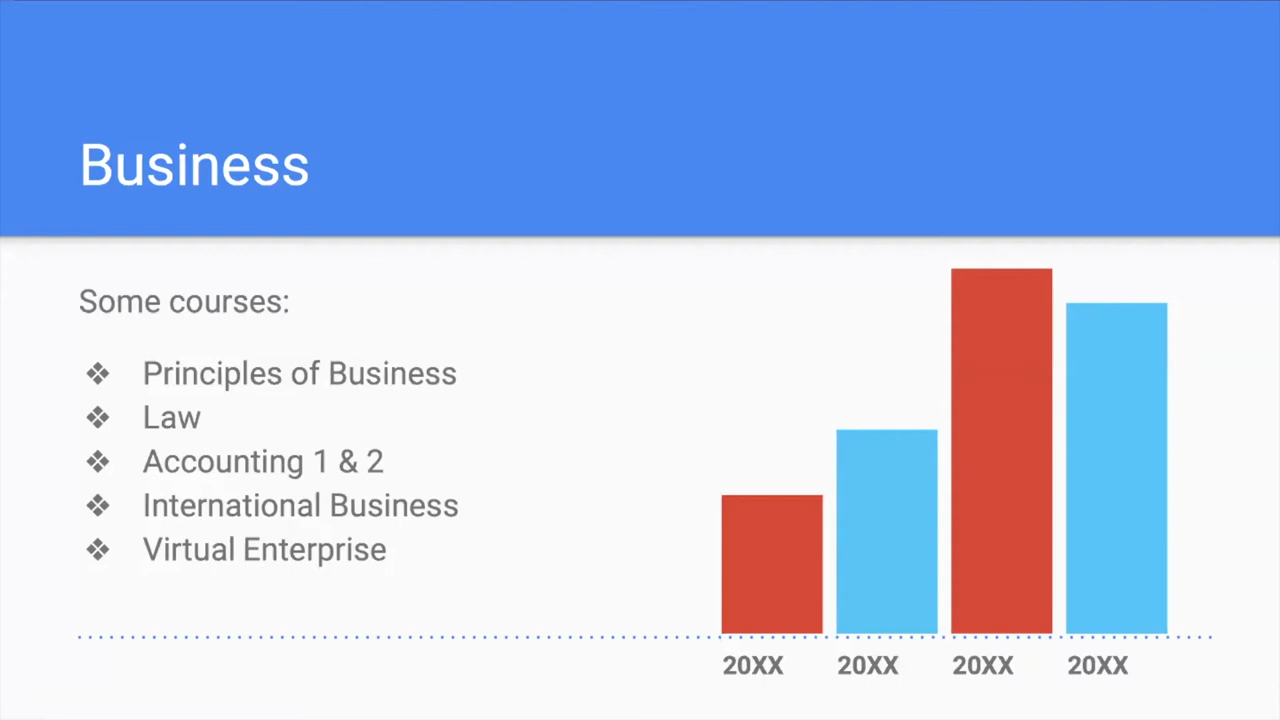 Business
Some courses:
❖ Principles of Business
❖ Law
❖ Accounting 1 & 2
❖ International Business
❖ Virtual Enterprise
20XX 20XX 20XX 20XX